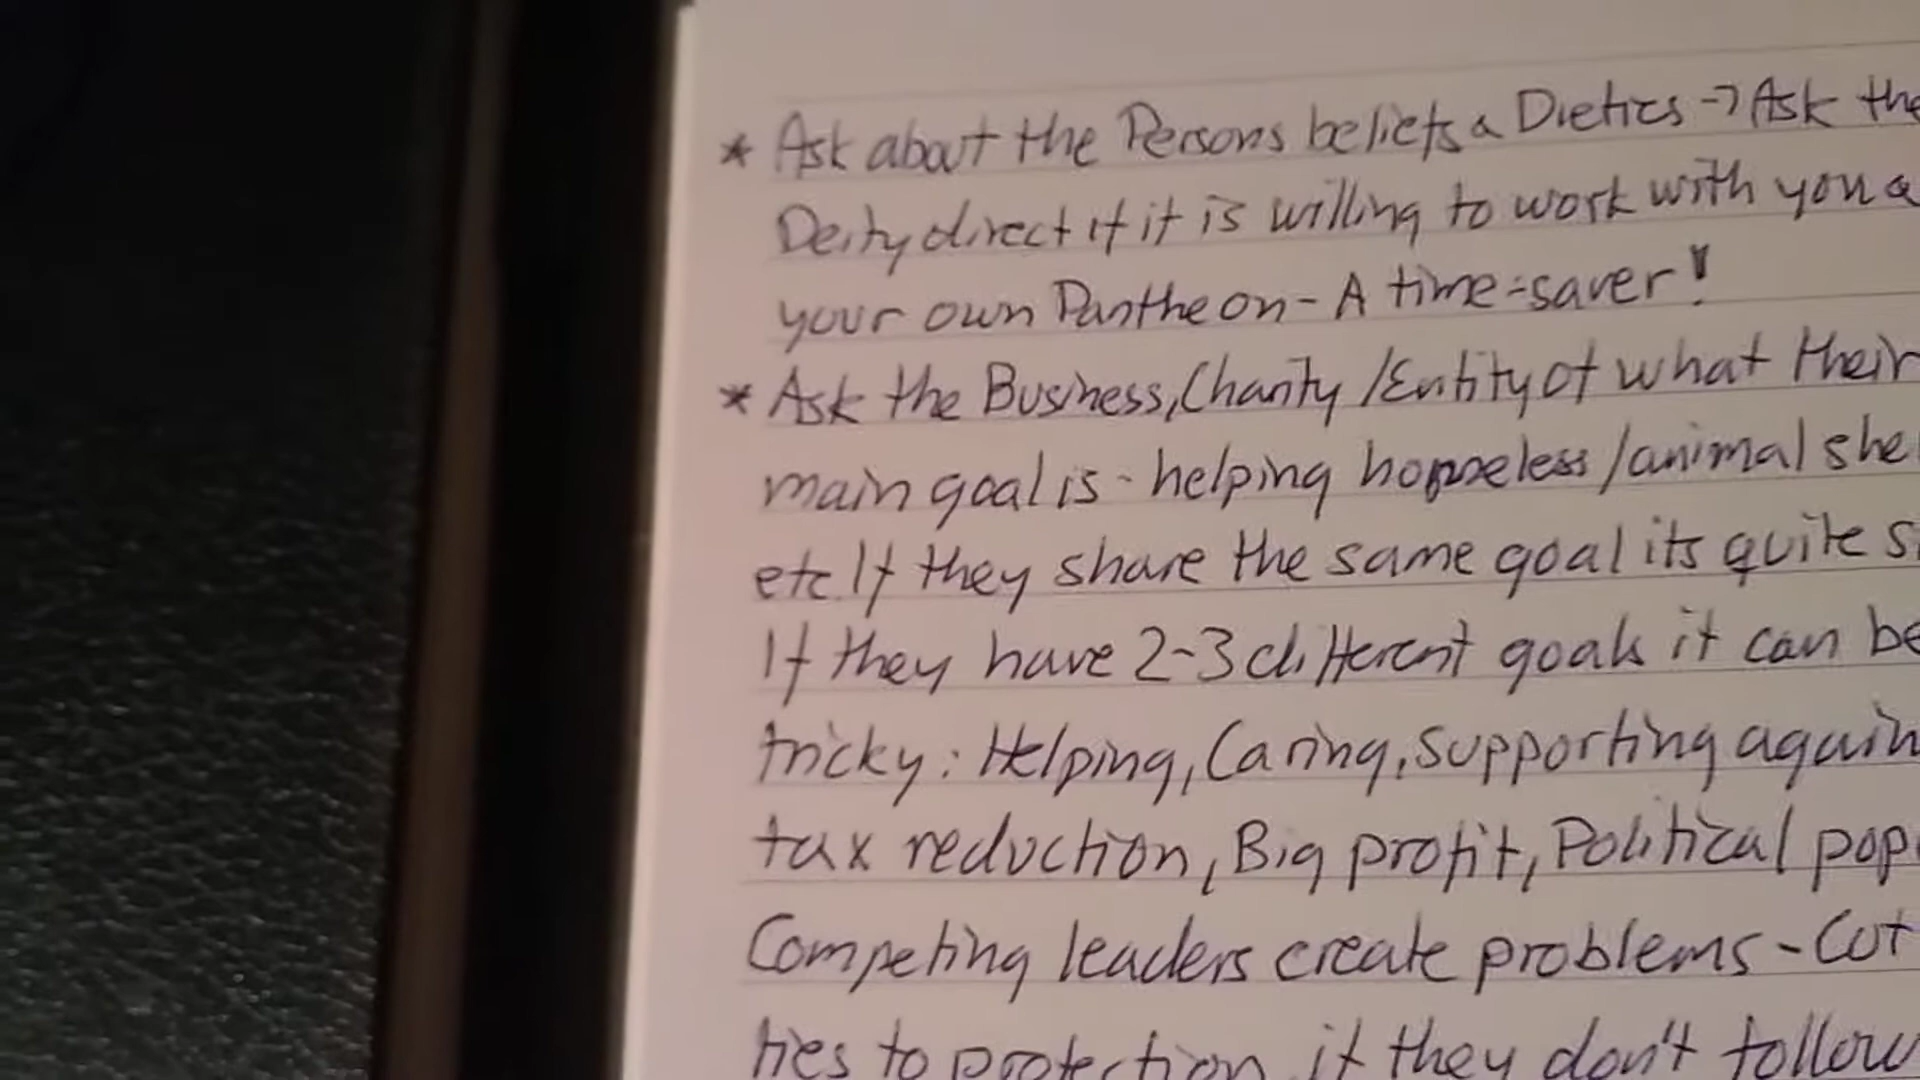 * Ask about the Persons beliefs & Dieties → Ask the
Deity direct if it is willing to work with you &
your own Pantheon - A time-saver!
* Ask the Business, Charity / Entity of what their
main goal is - helping homeless / animal she
etc. If they share the same goal its quite s
If they have 2-3 different goals it can be
tricky: Helping, Caring, Supporting again
tax reduction, Big profit, Political pop
Competing leaders create problems - Cut
ties to protection if they don't follow